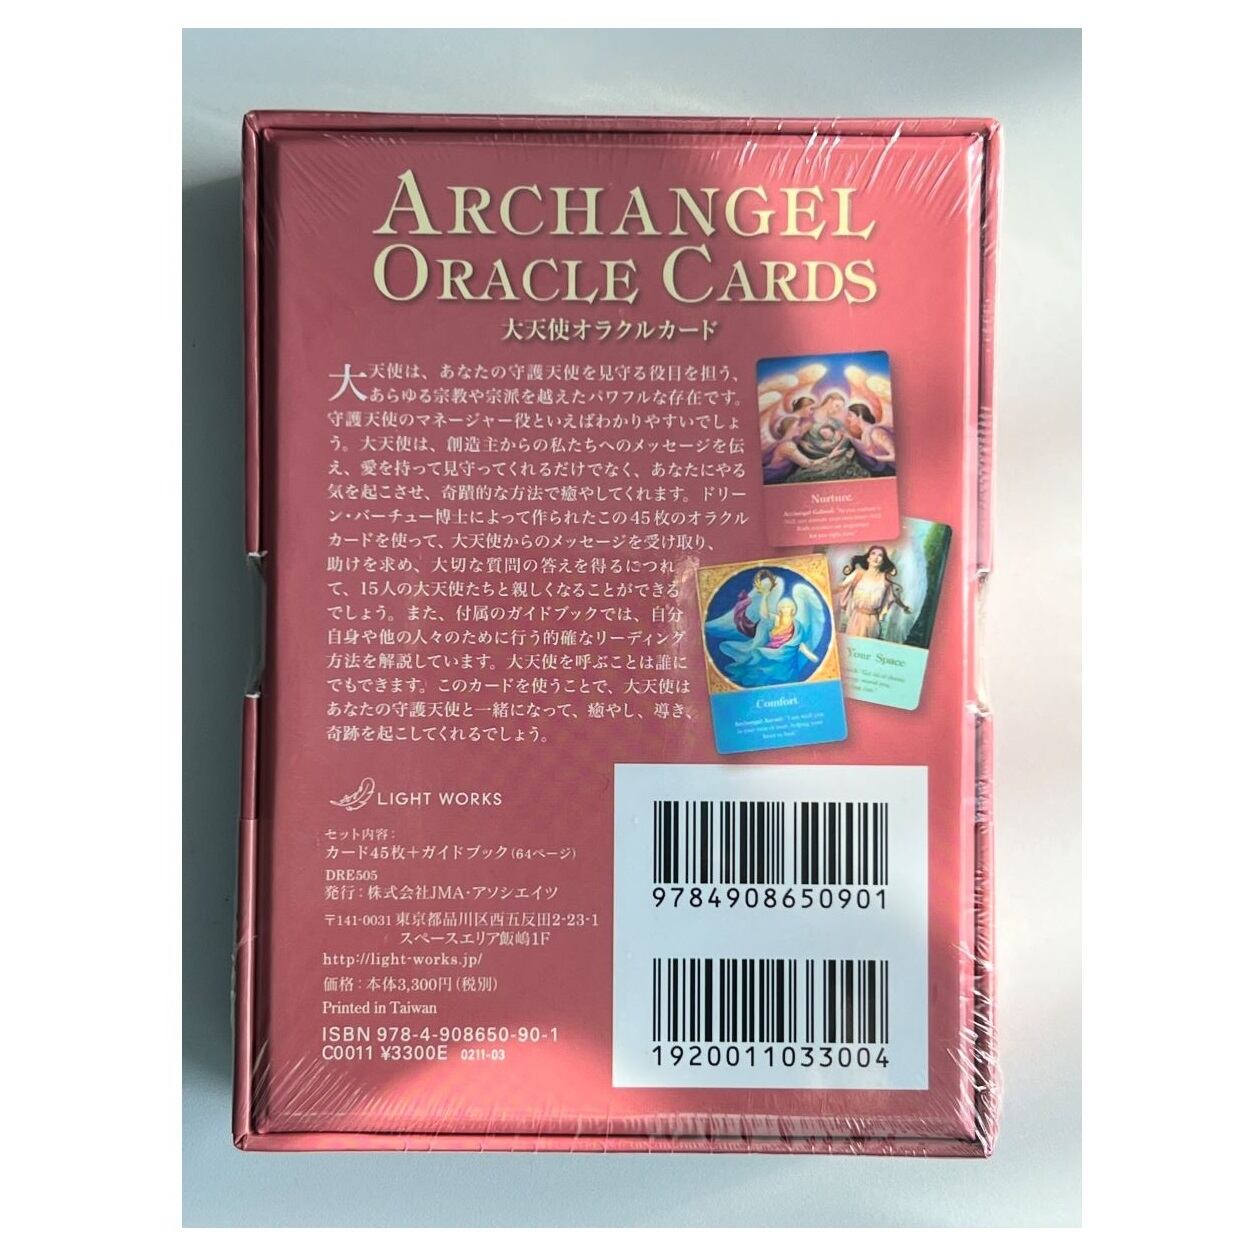 ARCHANGEL
ORACLE CARDS
大天使オラクルカード
大天使は、あなたの守護天使を見守る役目を担う、
あらゆる宗教や宗派を越えたパワフルな存在です。
守護天使のマネージャー役といえばわかりやすいでしょ
う。大天使は、創造主からの私たちへのメッセージを伝
え、愛を持って見守ってくれるだけでなく、あなたにやる
気を起こさせ、奇蹟的な方法で癒やしてくれます。ドリー
ン・バーチュー博士によって作られたこの45枚のオラクル
カードを使って、大天使からのメッセージを受け取り、
助けを求め、大切な質問の答えを得るにつれ
て、15人の大天使たちと親しくなることができる
でしょう。また、付属のガイドブックでは、自分
自身や他の人々のために行う的確なリーディング
方法を解説しています。大天使を呼ぶことは誰に
でもできます。このカードを使うことで、大天使は
あなたの守護天使と一緒になって、癒やし、導き、
奇跡を起こしてくれるでしょう。
Nurture
Your Space
Comfort
LIGHT WORKS
セット内容：
カード45枚＋ガイドブック（64ページ）
DRE505
発行：株式会社JMA・アソシエイツ
〒141-0031 東京都品川区西五反田2-23-1
スペースエリア飯嶋1F
http://light-works.jp/
価格：本体3,300円（税別）
Printed in Taiwan
ISBN 978-4-908650-90-1
C0011 ¥3300E 0211-03
9784908650901
1920011033004